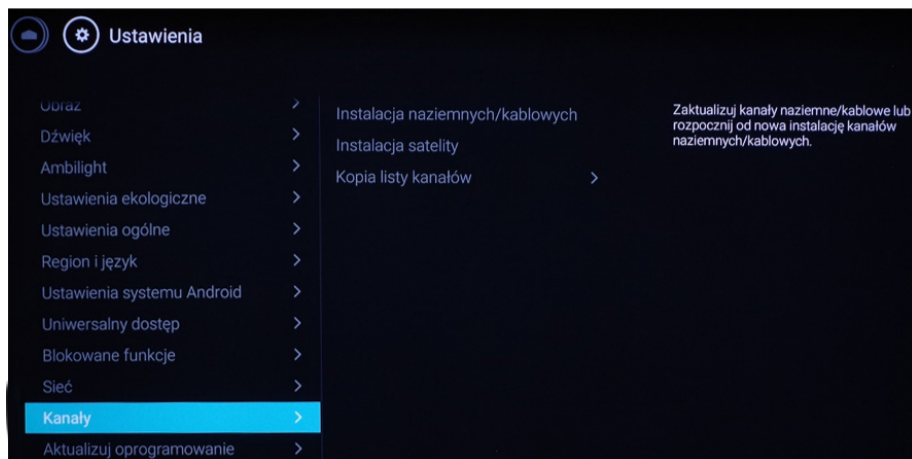 Ustawienia
Obraz
Dźwięk
Ambilight
Ustawienia ekologiczne
Ustawienia ogólne
Region i język
Ustawienia systemu Android
Uniwersalny dostęp
Blokowane funkcje
Sieć
Kanały
Aktualizuj oprogramowanie
Instalacja naziemnych/kablowych
Instalacja satelity
Kopia listy kanałów
Zaktualizuj kanały naziemne/kablowe lub
rozpocznij od nowa instalację kanałów
naziemnych/kablowych.